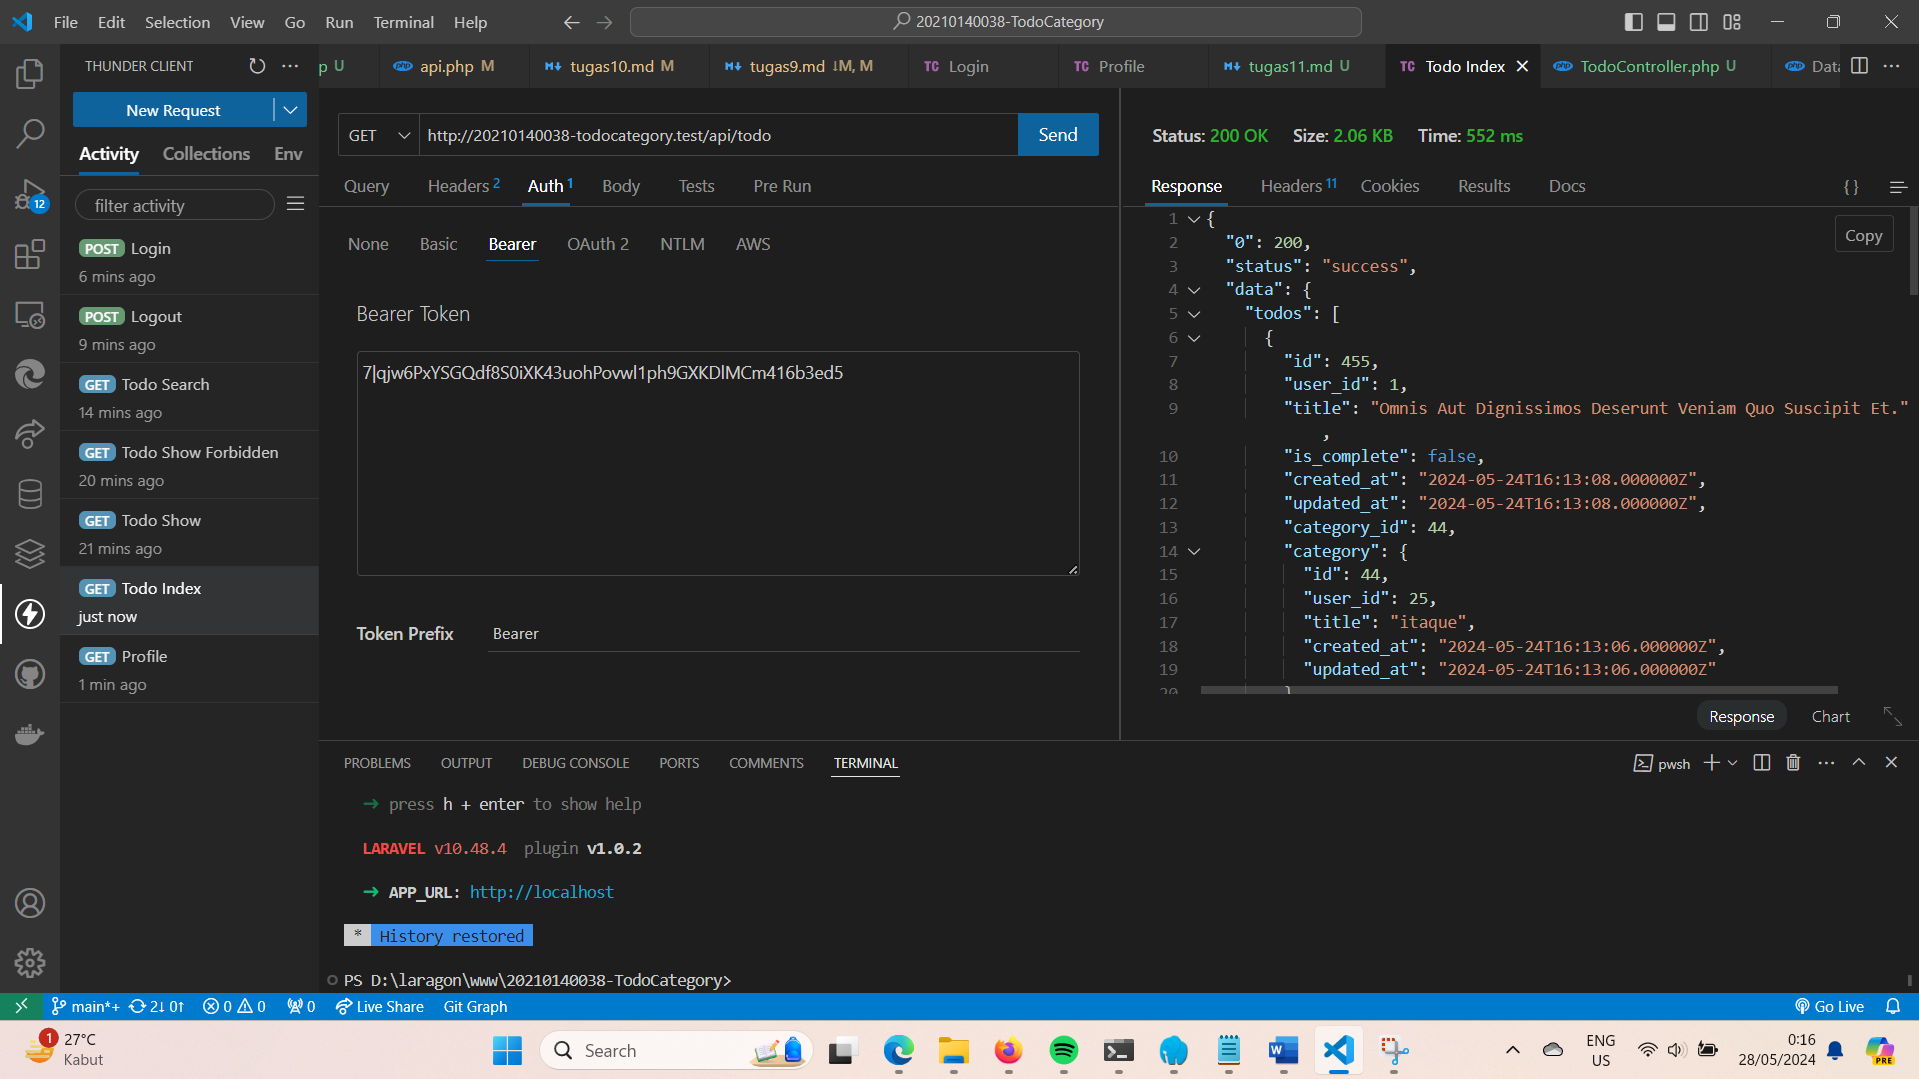 File Edit Selection View Go Run Terminal Help
20210140038-TodoCategory
THUNDER CLIENT
p U
api.php M
tugas10.md M
tugas9.md ↓M, M
TC Login
TC Profile
tugas11.md U
TC Todo Index
TodoController.php U
Data
New Request
Activity Collections Env
filter activity
POST Login
6 mins ago
POST Logout
9 mins ago
GET Todo Search
14 mins ago
GET Todo Show Forbidden
20 mins ago
GET Todo Show
21 mins ago
GET Todo Index
just now
GET Profile
1 min ago
GET http://20210140038-todocategory.test/api/todo Send
Query Headers 2 Auth 1 Body Tests Pre Run
None Basic Bearer OAuth 2 NTLM AWS
Bearer Token
7|qjw6PxYSGQdf8S0iXK43uohPovwl1ph9GXKDlMCm416b3ed5
Token Prefix Bearer
Status: 200 OK Size: 2.06 KB Time: 552 ms
Response Headers 11 Cookies Results Docs { }
Copy
1 {
2 "0": 200,
3 "status": "success",
4 "data": {
5 "todos": [
6 {
7 "id": 455,
8 "user_id": 1,
9 "title": "Omnis Aut Dignissimos Deserunt Veniam Quo Suscipit Et."
,
10 "is_complete": false,
11 "created_at": "2024-05-24T16:13:08.000000Z",
12 "updated_at": "2024-05-24T16:13:08.000000Z",
13 "category_id": 44,
14 "category": {
15 "id": 44,
16 "user_id": 25,
17 "title": "itaque",
18 "created_at": "2024-05-24T16:13:06.000000Z",
19 "updated_at": "2024-05-24T16:13:06.000000Z"
20 }
Response Chart
PROBLEMS OUTPUT DEBUG CONSOLE PORTS COMMENTS TERMINAL
pwsh
→ press h + enter to show help
LARAVEL v10.48.4 plugin v1.0.2
→ APP_URL: http://localhost
* History restored
PS D:\laragon\www\20210140038-TodoCategory>
12
main*+ 2↓ 0↑ 0 0 0 Live Share Git Graph
Go Live
1
27°C
Kabut
Search
ENG
US
0:16
28/05/2024
PRE